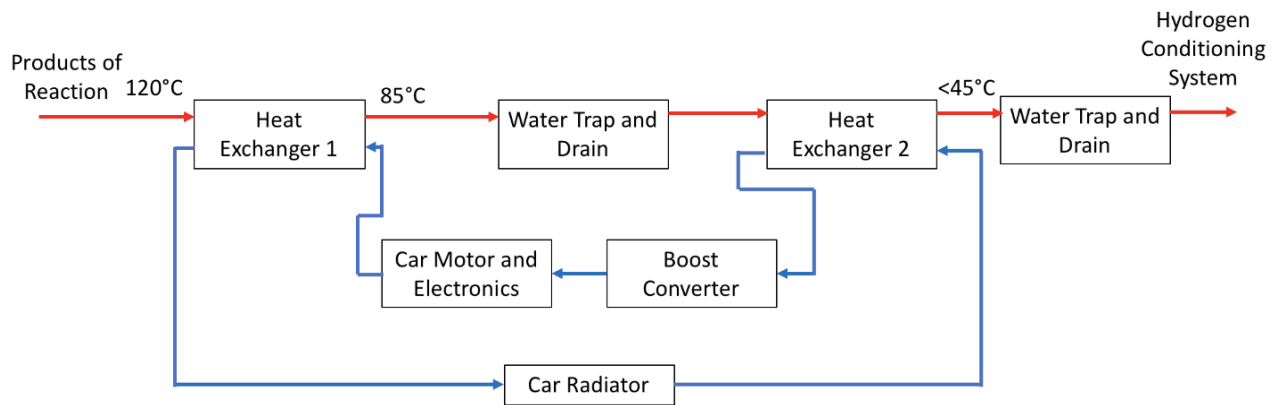 Products of
Reaction
120°C
Heat
Exchanger 1
85°C
Water Trap and
Drain
Heat
Exchanger 2
<45°C
Water Trap and
Drain
Hydrogen
Conditioning
System
Car Motor and
Electronics
Boost
Converter
Car Radiator